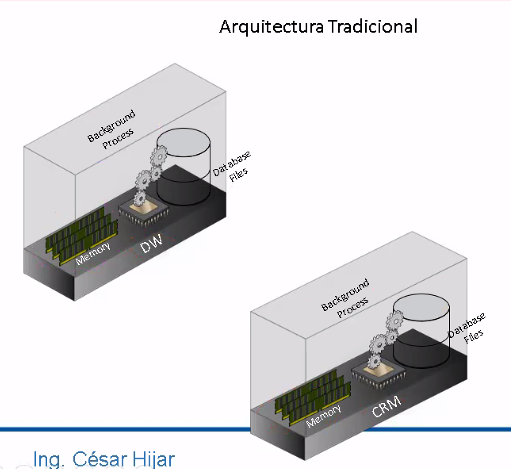 Arquitectura Tradicional
Background
Process
Database
Files
Memory
DW
Background
Process
Database
Files
Memory
CRM
Ing. César Hijar